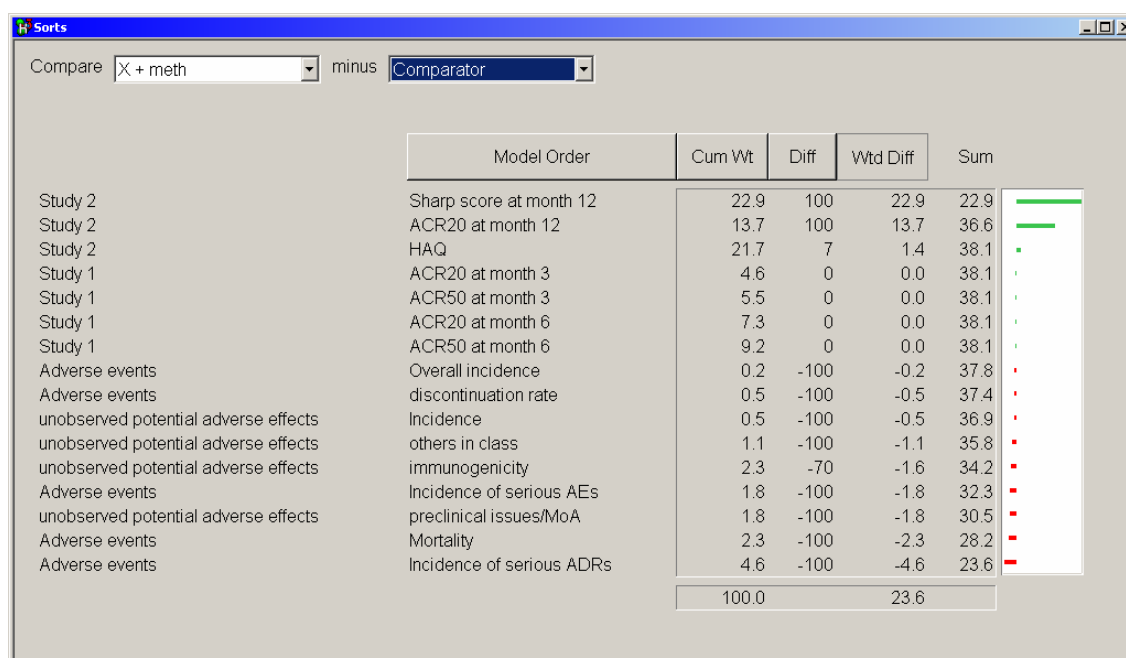 Sorts
Compare X + meth minus Comparator
Model Order Cum Wt Diff Wtd Diff Sum
Study 2 Sharp score at month 12 22.9 100 22.9 22.9
Study 2 ACR20 at month 12 13.7 100 13.7 36.6
Study 2 HAQ 21.7 7 1.4 38.1
Study 1 ACR20 at month 3 4.6 0 0.0 38.1
Study 1 ACR50 at month 3 5.5 0 0.0 38.1
Study 1 ACR20 at month 6 7.3 0 0.0 38.1
Study 1 ACR50 at month 6 9.2 0 0.0 38.1
Adverse events Overall incidence 0.2 -100 -0.2 37.8
Adverse events discontinuation rate 0.5 -100 -0.5 37.4
unobserved potential adverse effects Incidence 0.5 -100 -0.5 36.9
unobserved potential adverse effects others in class 1.1 -100 -1.1 35.8
unobserved potential adverse effects immunogenicity 2.3 -70 -1.6 34.2
Adverse events Incidence of serious AEs 1.8 -100 -1.8 32.3
unobserved potential adverse effects preclinical issues/MoA 1.8 -100 -1.8 30.5
Adverse events Mortality 2.3 -100 -2.3 28.2
Adverse events Incidence of serious ADRs 4.6 -100 -4.6 23.6
100.0 23.6